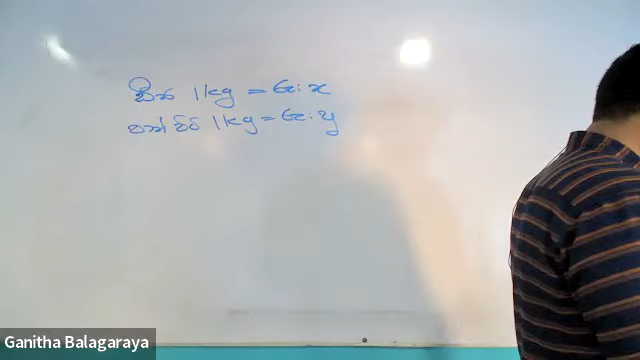 සීනි 1kg = රු: x
පාන් පිටි 1kg = රු: y
Ganitha Balagaraya